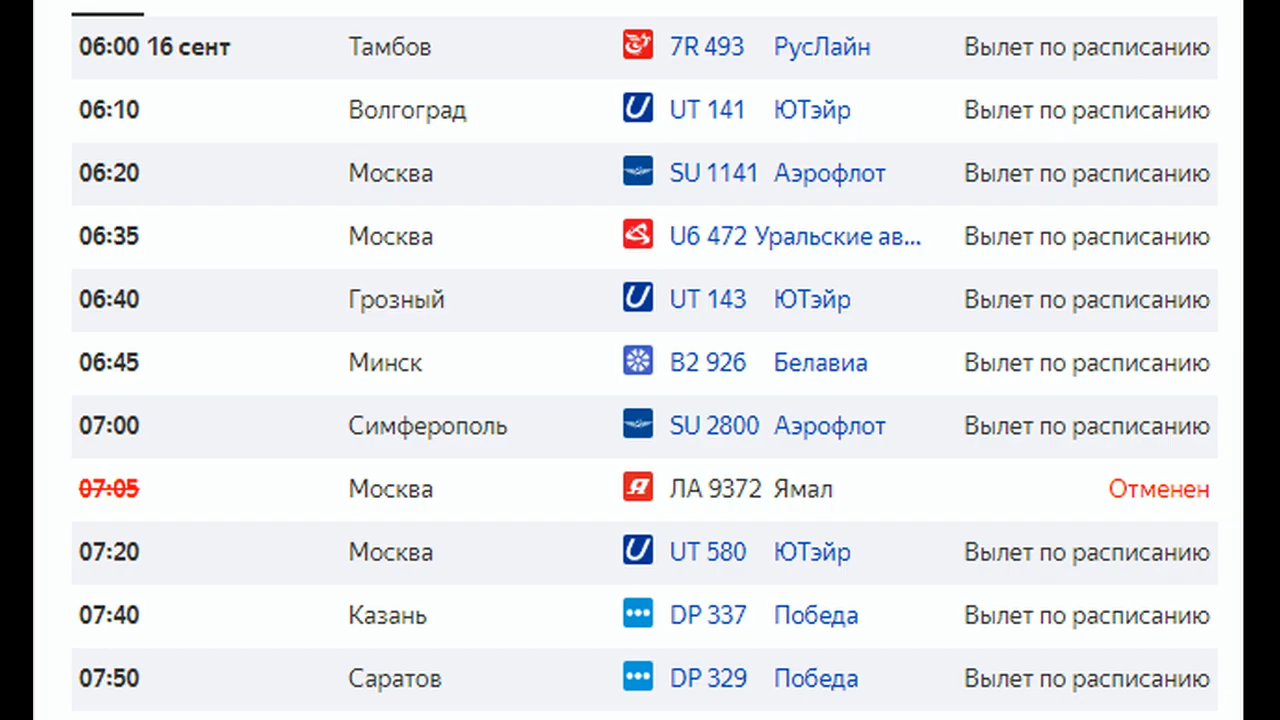 06:00 16 сент Тамбов 7R 493 РусЛайн Вылет по расписанию
06:10 Волгоград UT 141 ЮТэйр Вылет по расписанию
06:20 Москва SU 1141 Аэрофлот Вылет по расписанию
06:35 Москва U6 472 Уральские ав...  Вылет по расписанию
06:40 Грозный UT 143 ЮТэйр Вылет по расписанию
06:45 Минск B2 926 Белавиа Вылет по расписанию
07:00 Симферополь SU 2800 Аэрофлот Вылет по расписанию
07:05 Москва ЛА 9372 Ямал Отменен
07:20 Москва UT 580 ЮТэйр Вылет по расписанию
07:40 Казань DP 337 Победа Вылет по расписанию
07:50 Саратов DP 329 Победа Вылет по расписанию